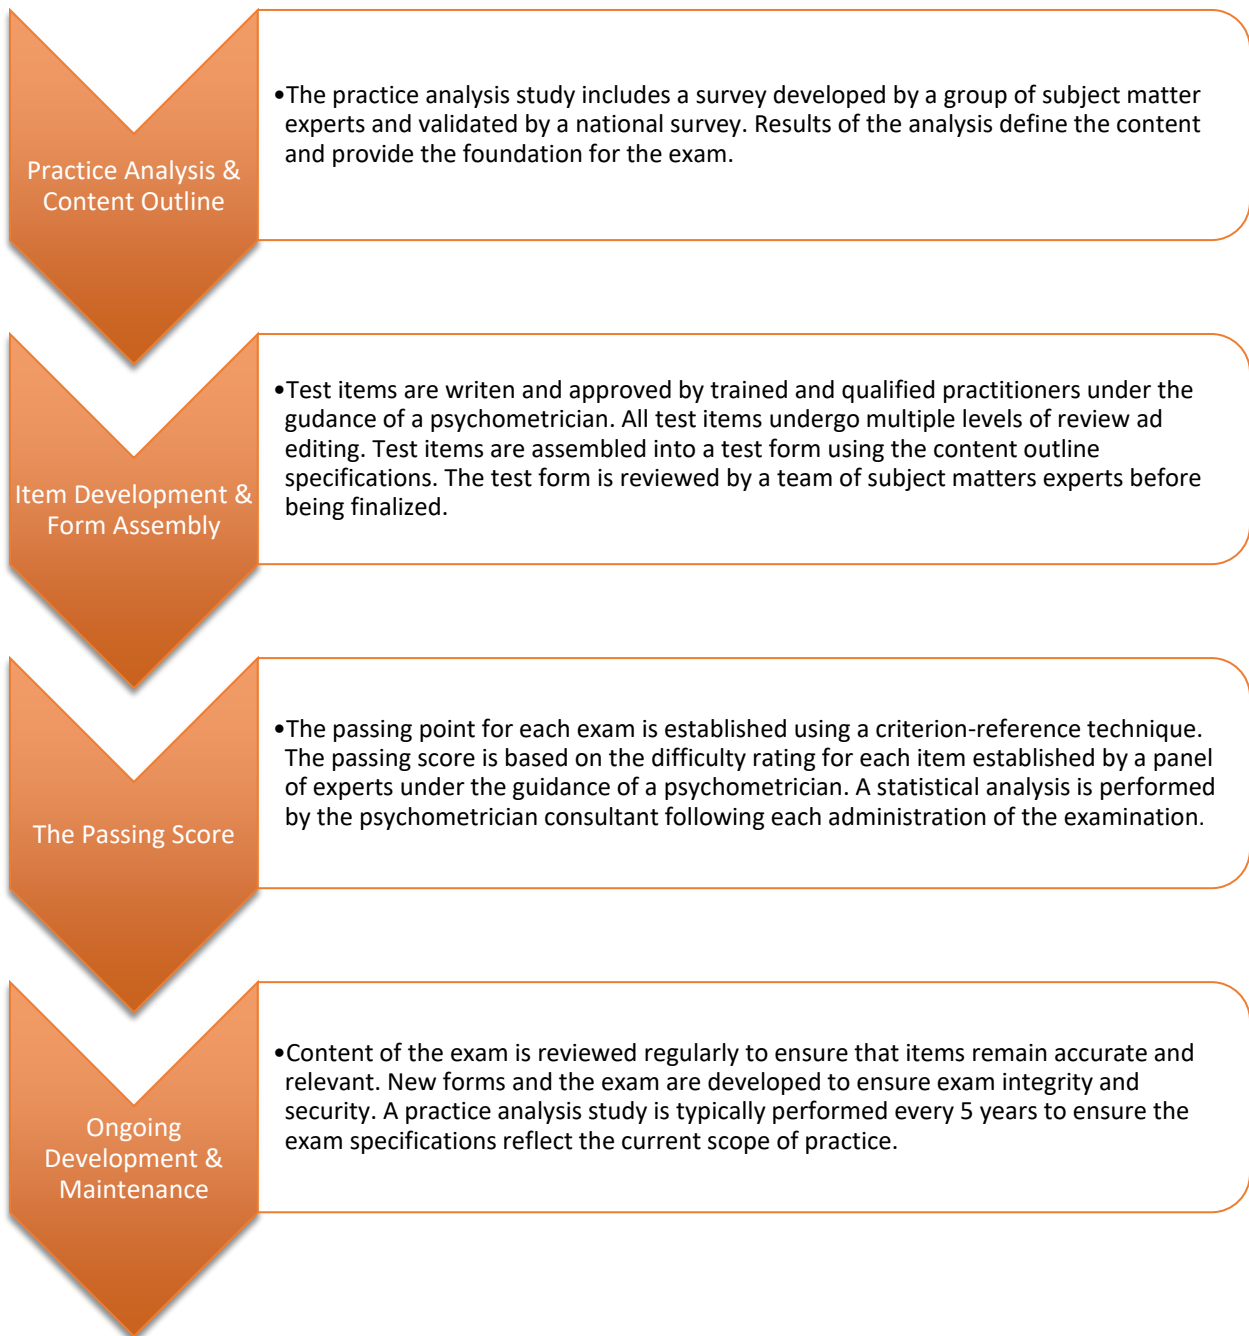 Practice Analysis &
Content Outline
•The practice analysis study includes a survey developed by a group of subject matter
experts and validated by a national survey. Results of the analysis define the content
and provide the foundation for the exam.
Item Development &
Form Assembly
•Test items are writen and approved by trained and qualified practitioners under the
gudance of a psychometrician. All test items undergo multiple levels of review ad
editing. Test items are assembled into a test form using the content outline
specifications. The test form is reviewed by a team of subject matters experts before
being finalized.
The Passing Score
•The passing point for each exam is established using a criterion-reference technique.
The passing score is based on the difficulty rating for each item established by a panel
of experts under the guidance of a psychometrician. A statistical analysis is performed
by the psychometrician consultant following each administration of the examination.
Ongoing
Development &
Maintenance
•Content of the exam is reviewed regularly to ensure that items remain accurate and
relevant. New forms and the exam are developed to ensure exam integrity and
security. A practice analysis study is typically performed every 5 years to ensure the
exam specifications reflect the current scope of practice.